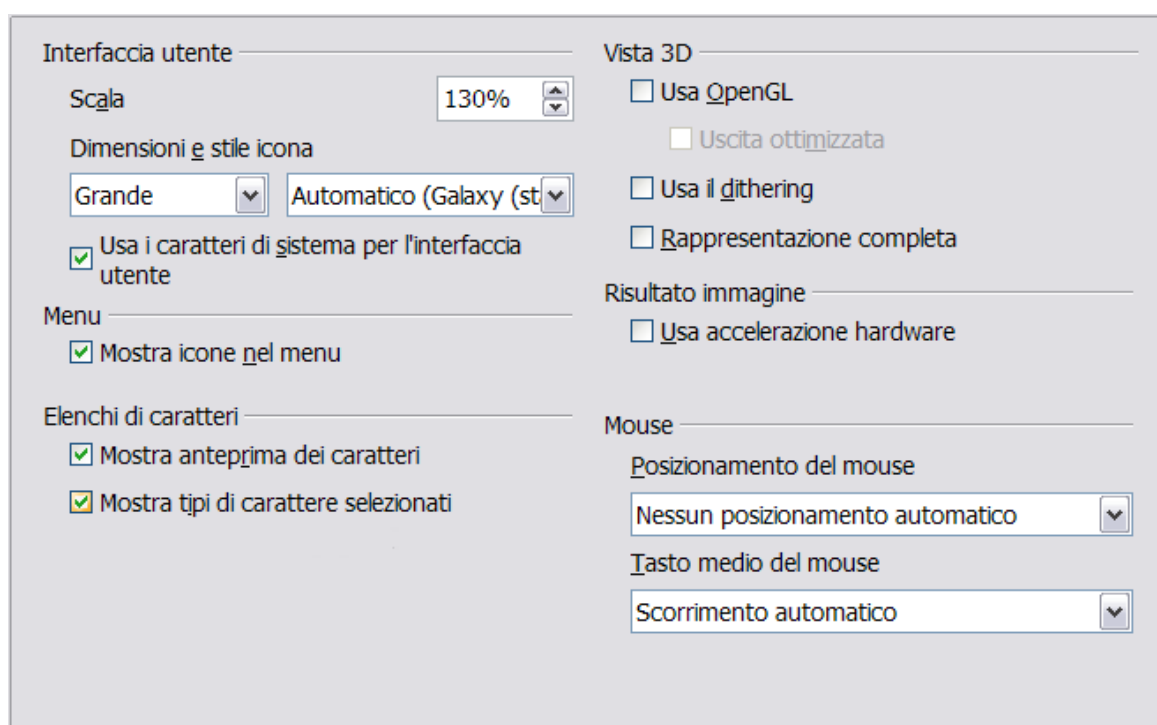 Interfaccia utente
Scala
130%
Dimensioni e stile icona
Grande
Automatico (Galaxy (sta
Usa i caratteri di sistema per l'interfaccia
utente
Menu
Mostra icone nel menu
Elenchi di caratteri
Mostra anteprima dei caratteri
Mostra tipi di carattere selezionati
Vista 3D
Usa OpenGL
Uscita ottimizzata
Usa il dithering
Rappresentazione completa
Risultato immagine
Usa accelerazione hardware
Mouse
Posizionamento del mouse
Nessun posizionamento automatico
Tasto medio del mouse
Scorrimento automatico